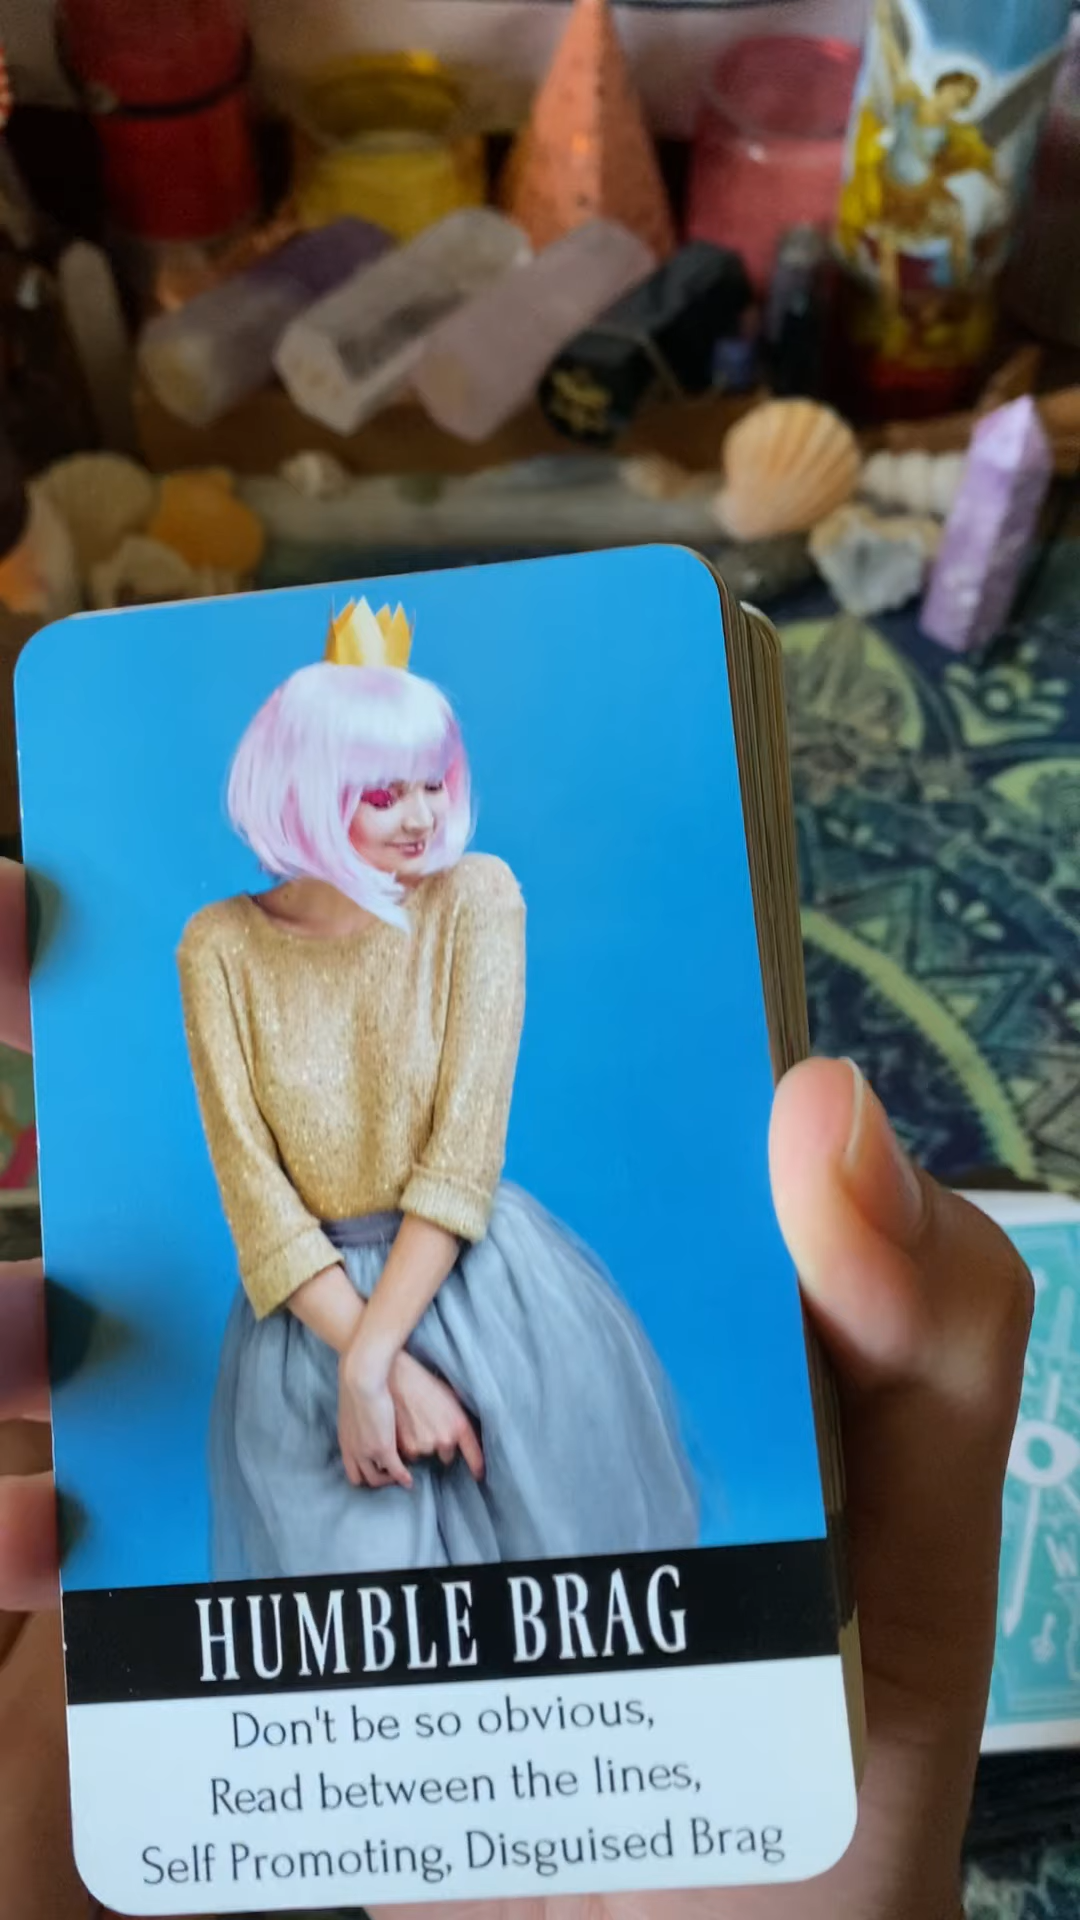 HUMBLE BRAG
Don't be so obvious,
Read between the lines,
Self Promoting, Disguised Brag